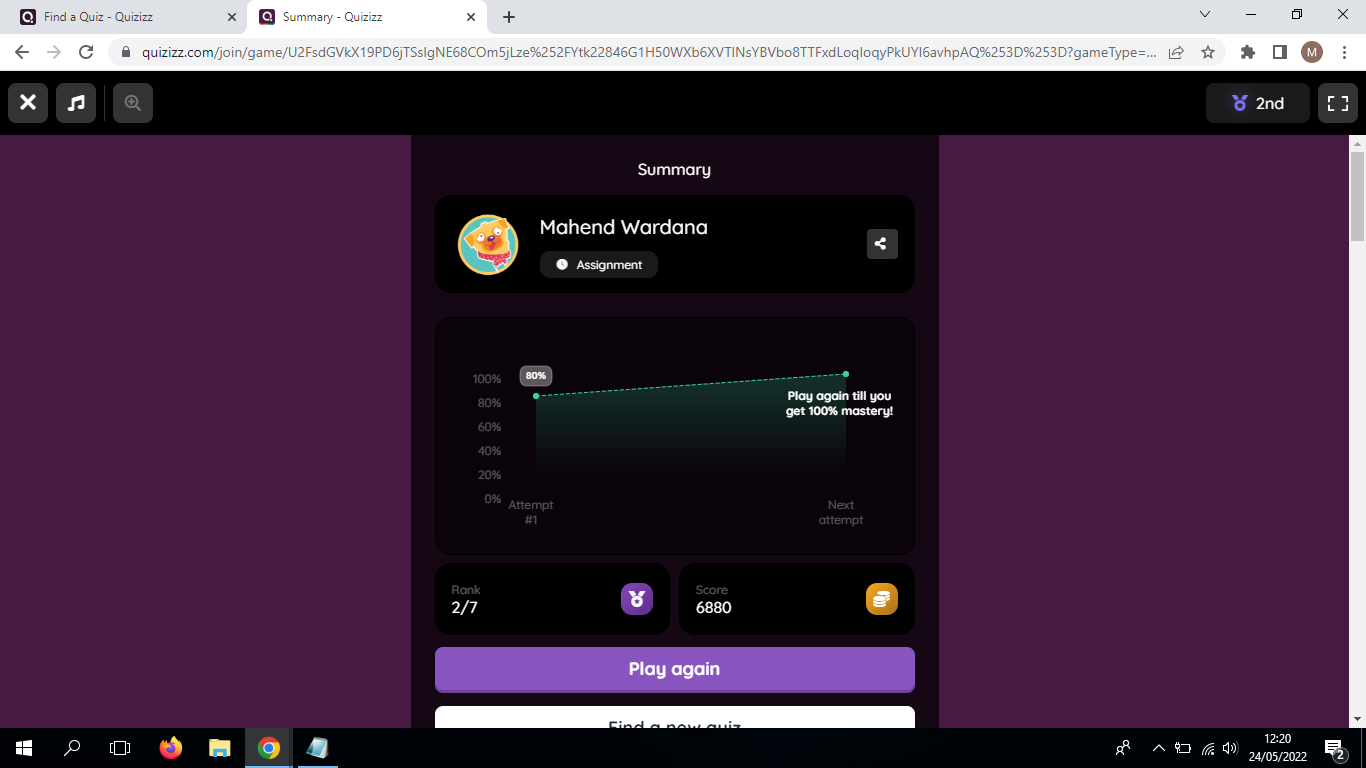 Find a Quiz - Quizizz
Summary - Quizizz
quizizz.com/join/game/U2FsdGVkX19PD6jTSsIgNE68COm5jLze%252FYtk22846G1H50WXb6XVTINsYBVbo8TTFxdLoqIoqyPkUYI6avhpAQ%253D%253D?gameType=...
M
2nd
Summary
Mahend Wardana
Assignment
100%
80%
60%
40%
20%
0%
80%
Play again till you
get 100% mastery!
Attempt
#1
Next
attempt
Rank
2/7
Score
6880
Play again
Find a new quiz
12:20
24/05/2022
2